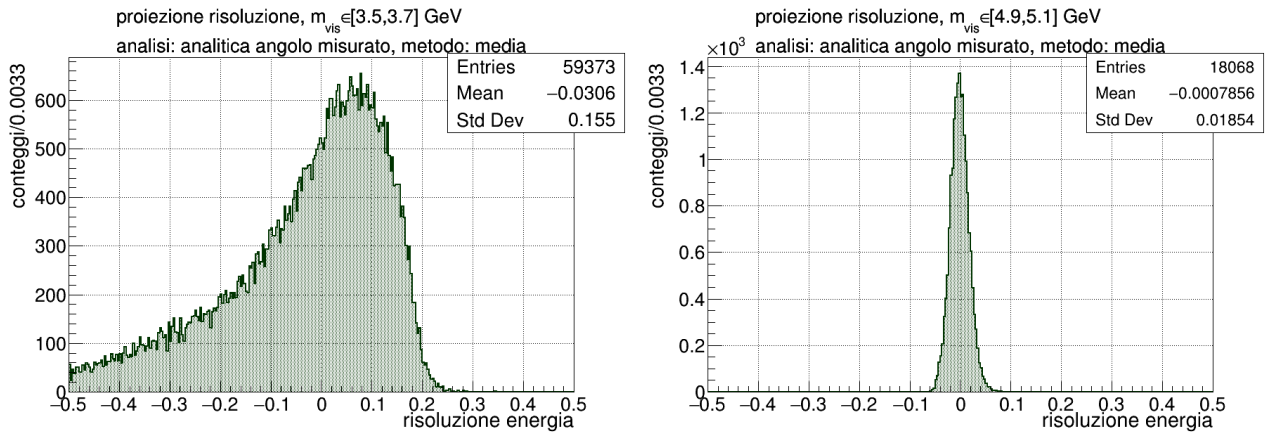 proiezione risoluzione, m_vis∈[3.5,3.7] GeV
analisi: analitica angolo misurato, metodo: media
Entries 59373
Mean −0.0306
Std Dev 0.155
conteggi/0.0033
600
500
400
300
200
100
0
−0.5 −0.4 −0.3 −0.2 −0.1 0 0.1 0.2 0.3 0.4 0.5
risoluzione energia
proiezione risoluzione, m_vis∈[4.9,5.1] GeV
×10³ analisi: analitica angolo misurato, metodo: media
Entries 18068
Mean −0.0007856
Std Dev 0.01854
conteggi/0.0033
1.4
1.2
1
0.8
0.6
0.4
0.2
0
−0.5 −0.4 −0.3 −0.2 −0.1 0 0.1 0.2 0.3 0.4 0.5
risoluzione energia